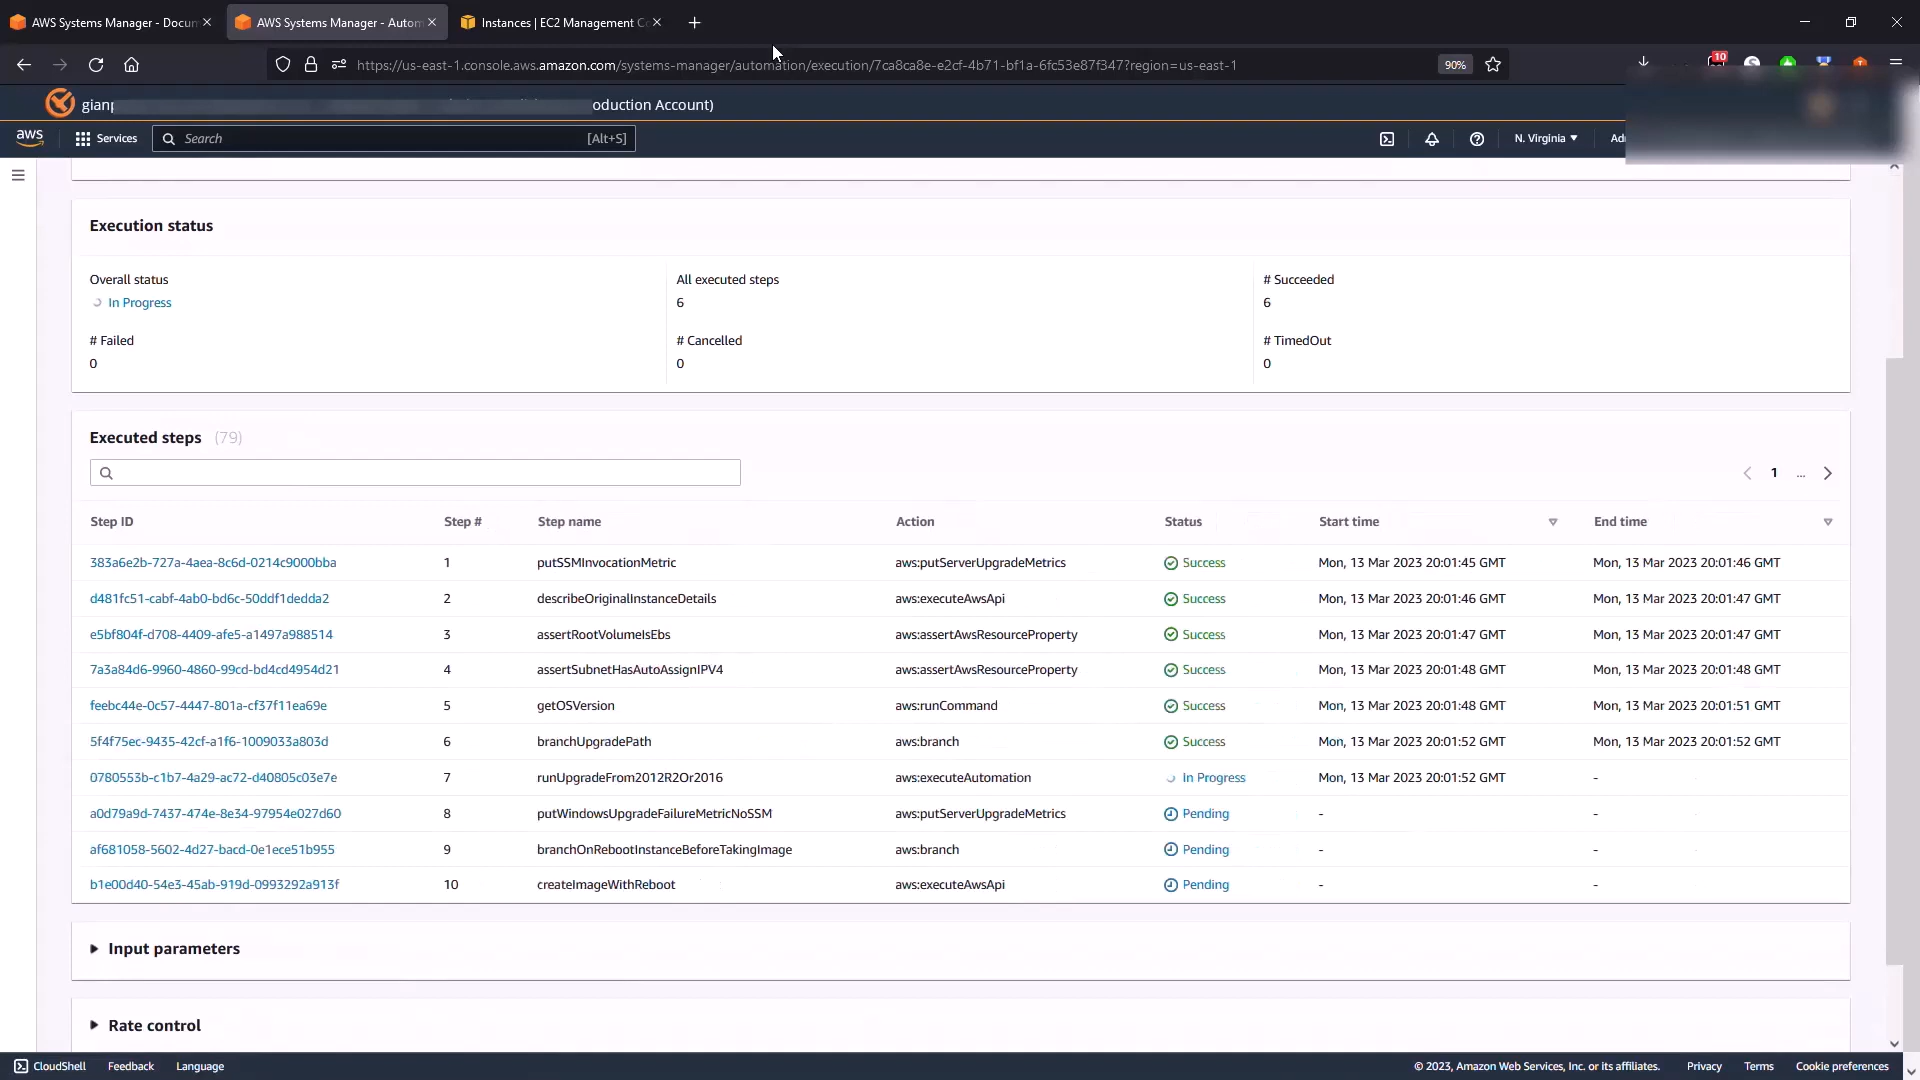 AWS Systems Manager - Docum
AWS Systems Manager - Autom
Instances | EC2 Management Co
https://us-east-1.console.aws.amazon.com/systems-manager/automation/execution/7ca8ca8e-e2cf-4b71-bf1a-6fc53e87f347?region=us-east-1
90%
10
gianp
oduction Account)
aws
Services
Search
[Alt+S]
N. Virginia
Execution status
Overall status
All executed steps
# Succeeded
In Progress
6
6
# Failed
# Cancelled
# TimedOut
0
0
0
Executed steps (79)
1 ...
Step ID Step # Step name Action Status Start time End time
383a6e2b-727a-4aea-8c6d-0214c9000bba 1 putSSMInvocationMetric aws:putServerUpgradeMetrics Success Mon, 13 Mar 2023 20:01:45 GMT Mon, 13 Mar 2023 20:01:46 GMT
d481fc51-cabf-4ab0-bd6c-50ddf1dedda2 2 describeOriginalInstanceDetails aws:executeAwsApi Success Mon, 13 Mar 2023 20:01:46 GMT Mon, 13 Mar 2023 20:01:47 GMT
e5bf804f-d708-4409-afe5-a1497a988514 3 assertRootVolumeIsEbs aws:assertAwsResourceProperty Success Mon, 13 Mar 2023 20:01:47 GMT Mon, 13 Mar 2023 20:01:47 GMT
7a3a84d6-9960-4860-99cd-bd4cd4954d21 4 assertSubnetHasAutoAssignIPV4 aws:assertAwsResourceProperty Success Mon, 13 Mar 2023 20:01:48 GMT Mon, 13 Mar 2023 20:01:48 GMT
feebc44e-0c57-4447-801a-cf37f11ea69e 5 getOSVersion aws:runCommand Success Mon, 13 Mar 2023 20:01:48 GMT Mon, 13 Mar 2023 20:01:51 GMT
5f4f75ec-9435-42cf-a1f6-1009033a803d 6 branchUpgradePath aws:branch Success Mon, 13 Mar 2023 20:01:52 GMT Mon, 13 Mar 2023 20:01:52 GMT
0780553b-c1b7-4a29-ac72-d40805c03e7e 7 runUpgradeFrom2012R2Or2016 aws:executeAutomation In Progress Mon, 13 Mar 2023 20:01:52 GMT -
a0d79a9d-7437-474e-8e34-97954e027d60 8 putWindowsUpgradeFailureMetricNoSSM aws:putServerUpgradeMetrics Pending - -
af681058-5602-4d27-bacd-0e1ece51b955 9 branchOnRebootInstanceBeforeTakingImage aws:branch Pending - -
b1e00d40-54e3-45ab-919d-0993292a913f 10 createImageWithReboot aws:executeAwsApi Pending - -
Input parameters
Rate control
CloudShell Feedback Language © 2023, Amazon Web Services, Inc. or its affiliates. Privacy Terms Cookie preferences